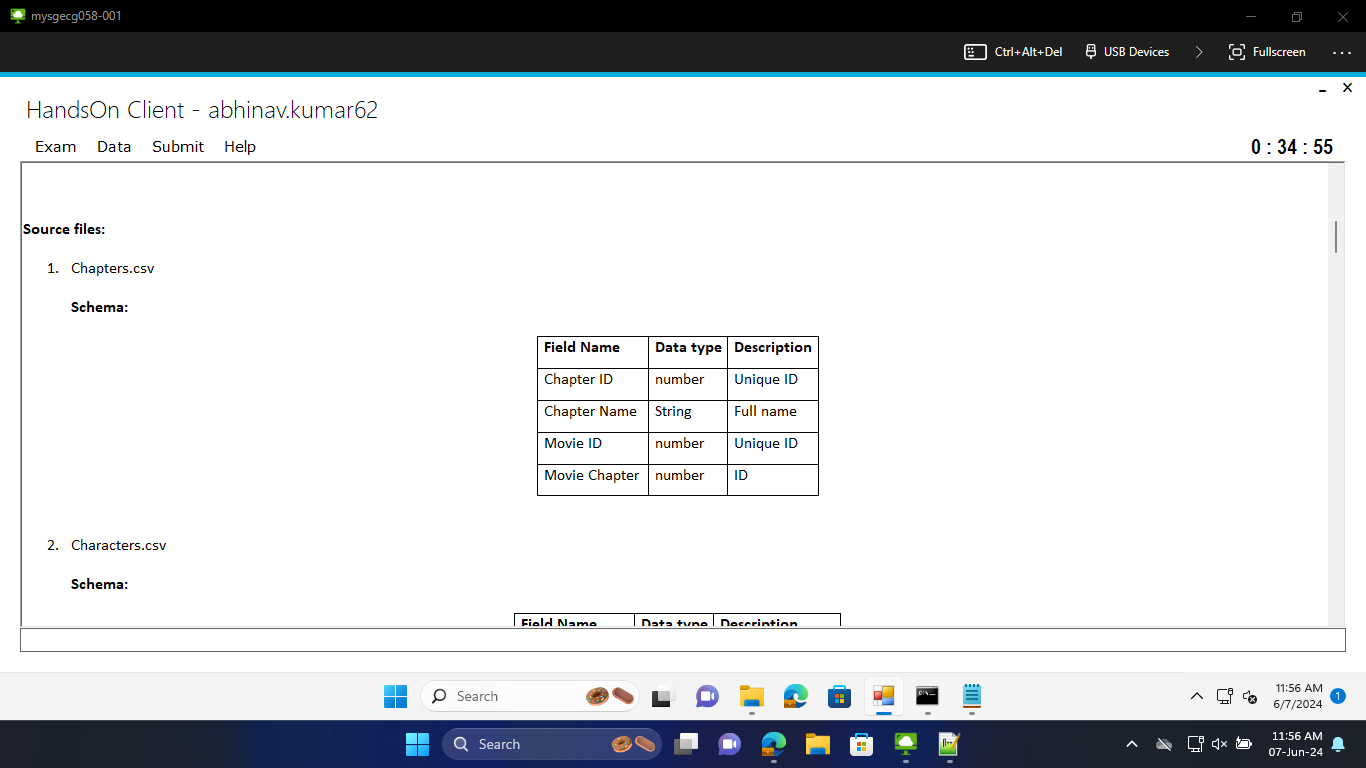 mysgecg058-001
Ctrl+Alt+Del
USB Devices
Fullscreen
HandsOn Client - abhinav.kumar62
Exam Data Submit Help
0 : 34 : 55
Source files:
1. Chapters.csv
Schema:
Field Name Data type Description
Chapter ID number Unique ID
Chapter Name String Full name
Movie ID number Unique ID
Movie Chapter number ID
2. Characters.csv
Schema:
Field Name Data type Description
Search
11:56 AM
6/7/2024
1
Search
11:56 AM
07-Jun-24